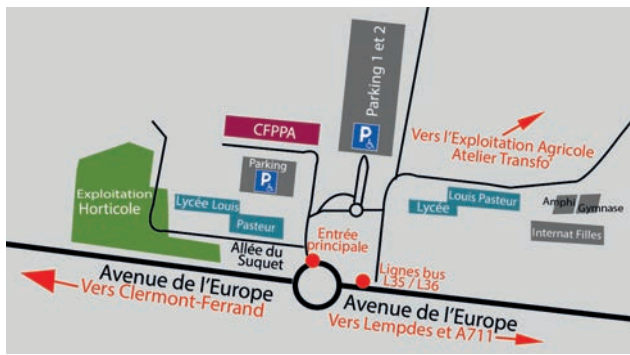 Parking 1 et 2
P
CFPPA
Vers l'Exploitation Agricole
Atelier Transfo'
Parking
P
Exploitation
Horticole
Lycée Louis
Pasteur
Louis Pasteur
Lycée
Amphi
Gymnase
Internat Filles
Allée du
Suquet
Entrée
principale
Lignes bus
L35 / L36
Avenue de l'Europe
Vers Clermont-Ferrand
Avenue de l'Europe
Vers Lempdes et A711